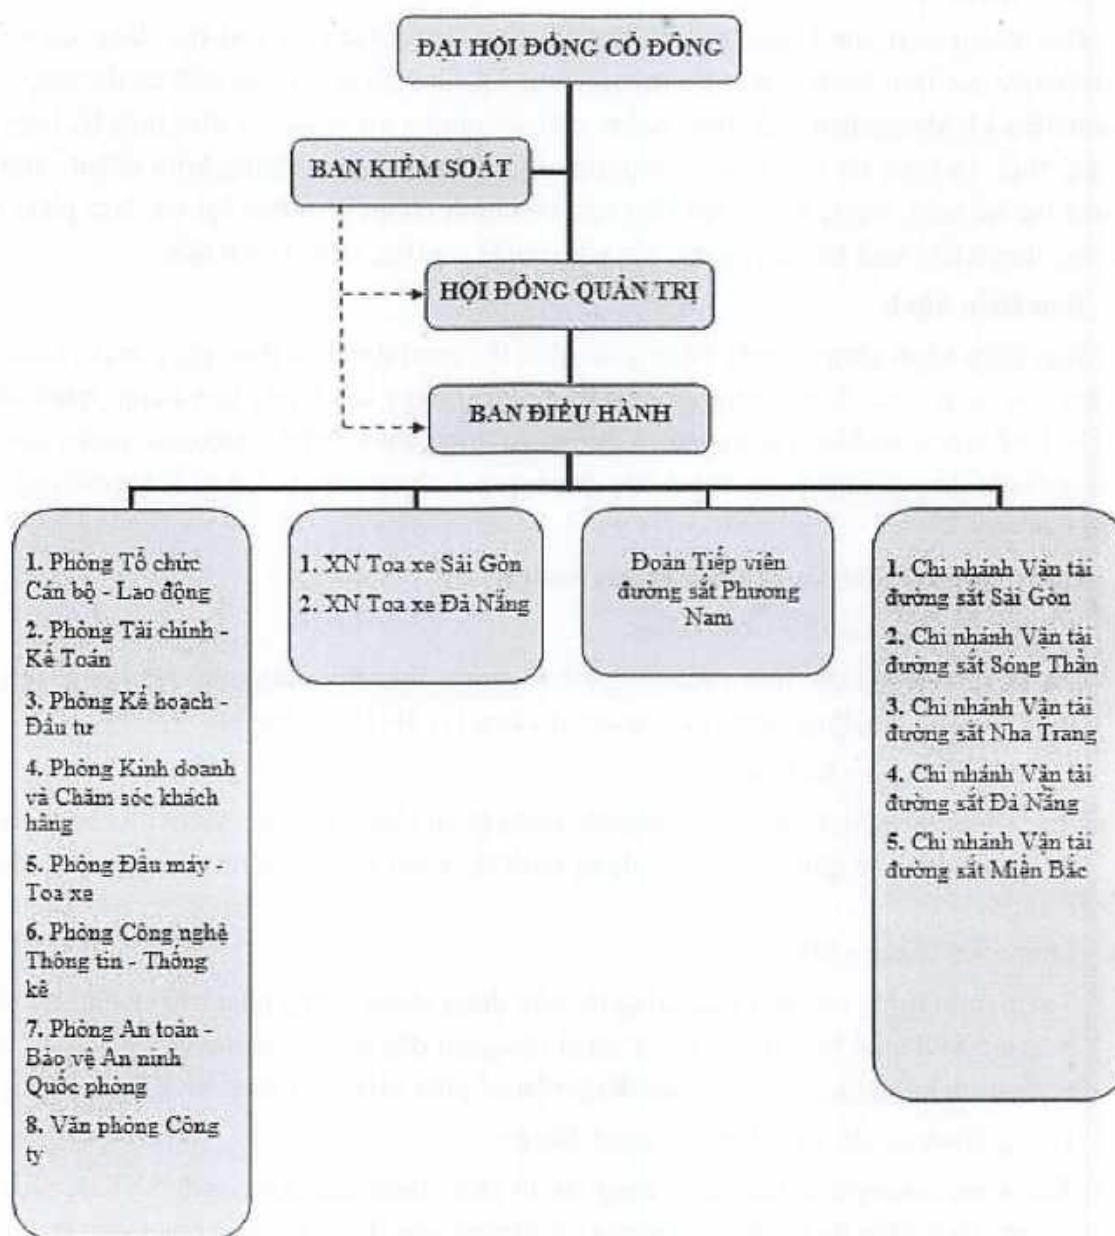 ĐẠI HỘI ĐỒNG CỔ ĐÔNG
BAN KIỂM SOÁT
HỘI ĐỒNG QUẢN TRỊ
BAN ĐIỀU HÀNH
1. Phòng Tổ chức
Cán bộ - Lao động
2. Phòng Tài chính -
Kế Toán
3. Phòng Kế hoạch -
Đầu tư
4. Phòng Kinh doanh
và Chăm sóc khách
hàng
5. Phòng Đầu máy -
Toa xe
6. Phòng Công nghệ
Thông tin - Thống
kê
7. Phòng An toàn -
Bảo vệ An ninh
Quốc phòng
8. Văn phòng Công
ty
1. XN Toa xe Sài Gòn
2. XN Toa xe Đà Nẵng
Đoàn Tiếp viên
đường sắt Phương
Nam
1. Chi nhánh Vận tải
đường sắt Sài Gòn
2. Chi nhánh Vận tải
đường sắt Sóng Thần
3. Chi nhánh Vận tải
đường sắt Nha Trang
4. Chi nhánh Vận tải
đường sắt Đà Nẵng
5. Chi nhánh Vận tải
đường sắt Miền Bắc